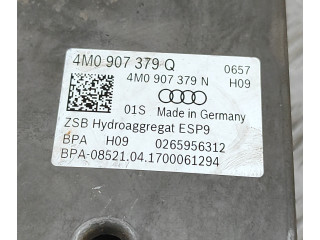 4M0 907 379 Q 0657
4M0 907 379 N H09
01S Made in Germany
ZSB Hydroaggregat ESP9
BPA H09 0265956312
BPA-08521.04.1700061294